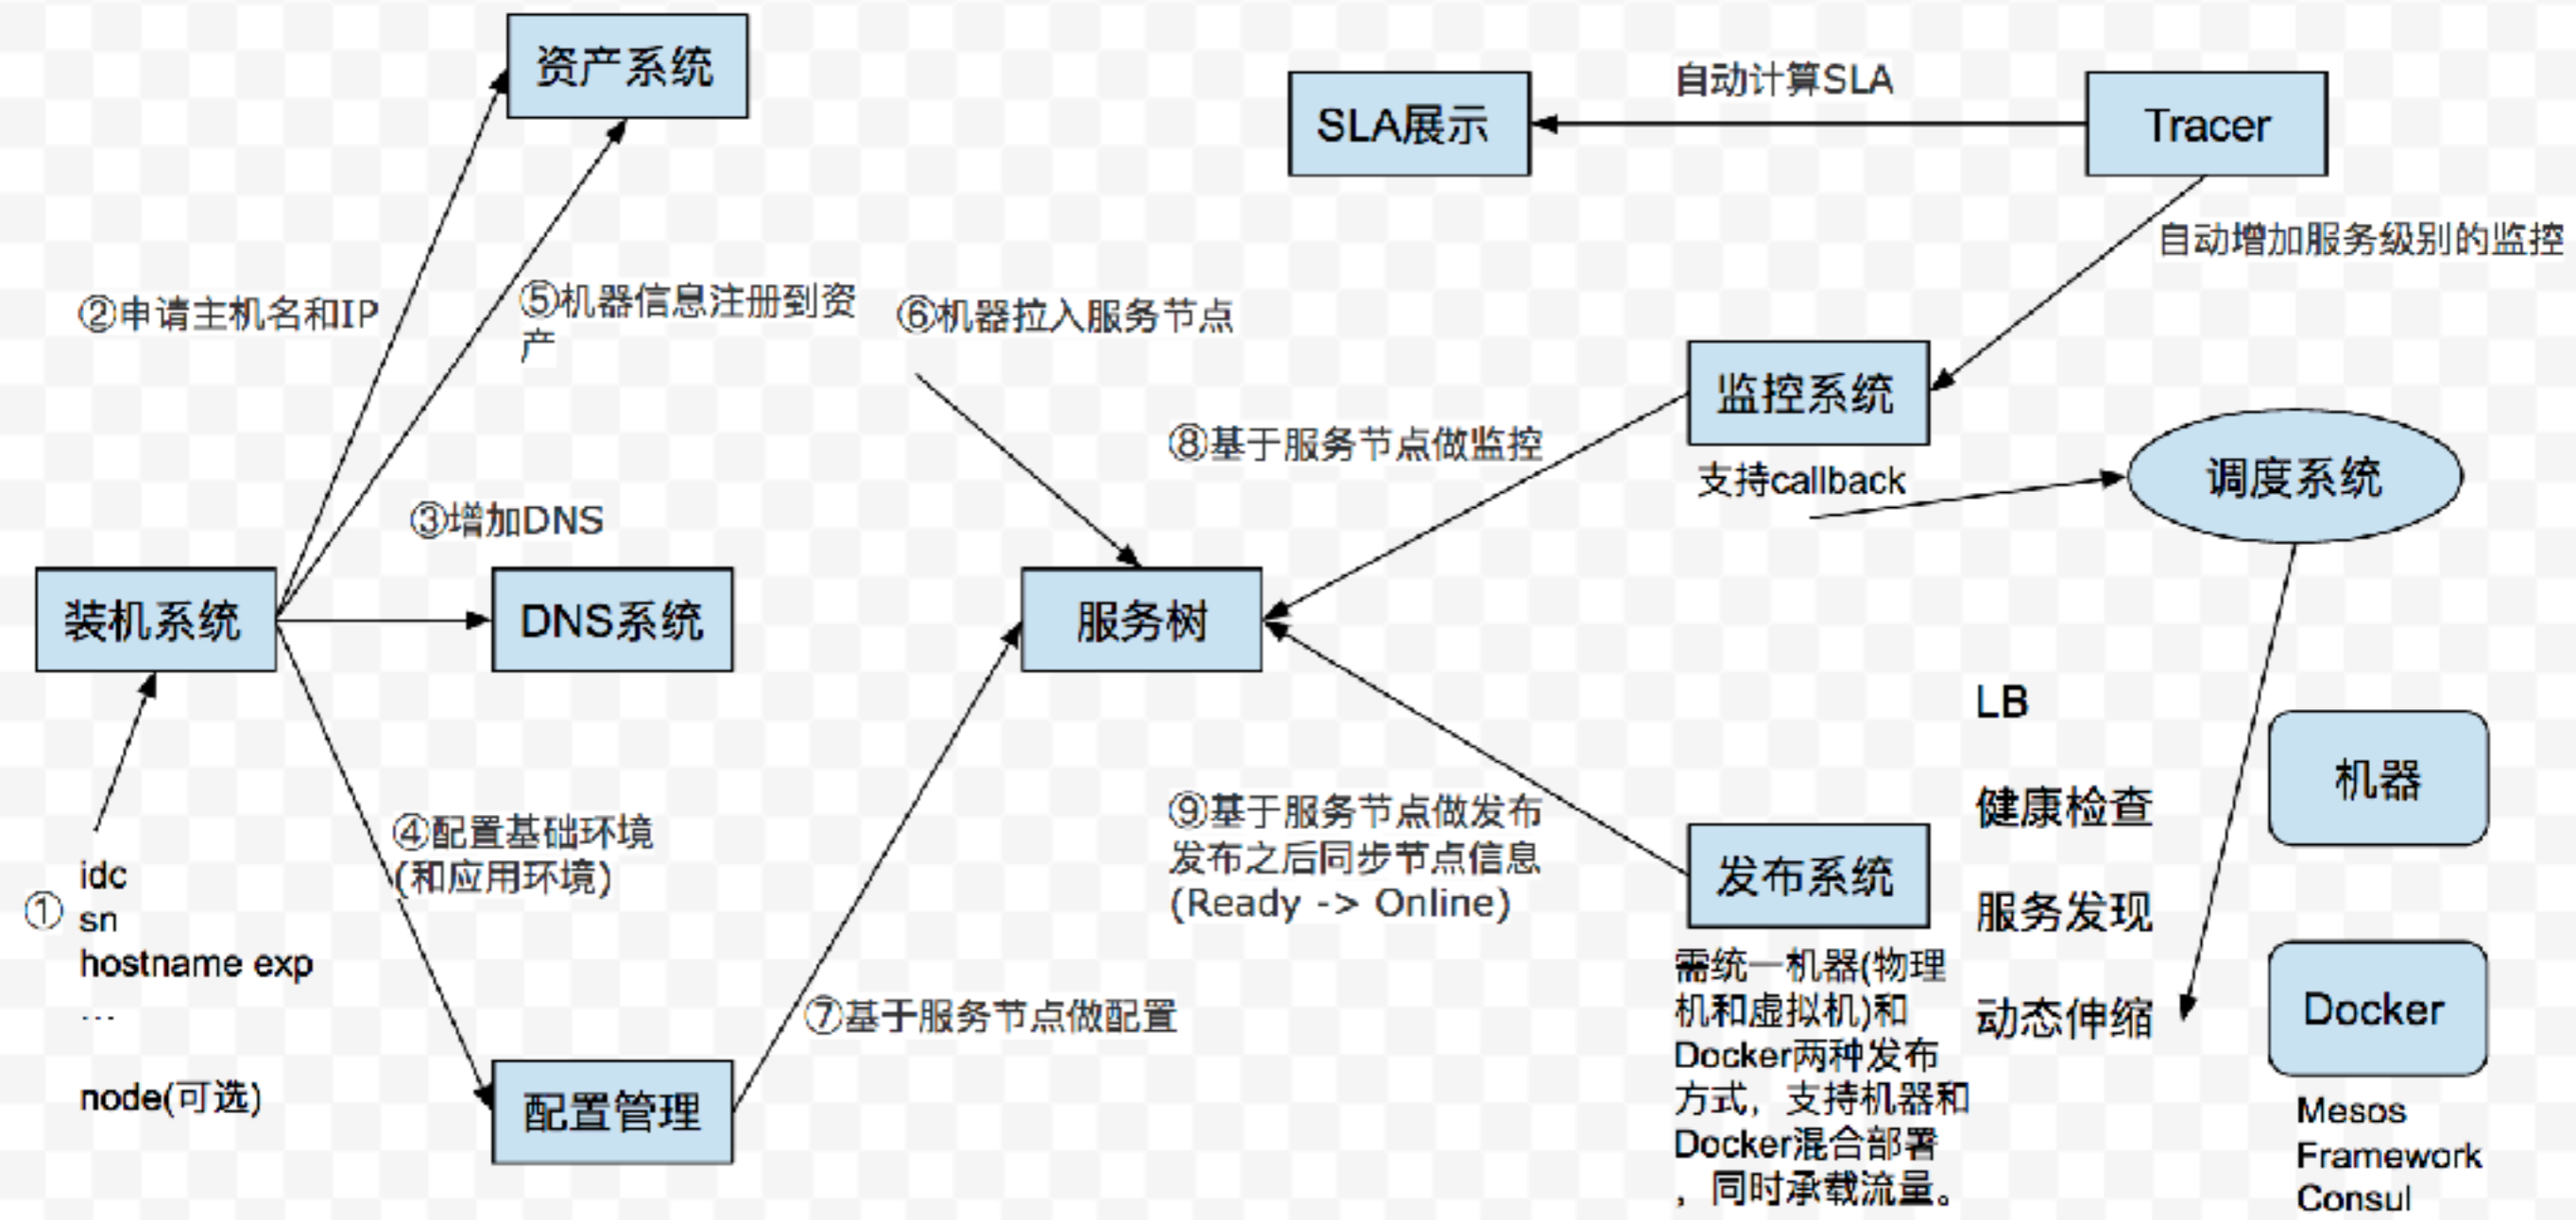 资产系统
SLA展示
自动计算SLA
Tracer
自动增加服务级别的监控
②申请主机名和IP
⑤机器信息注册到资
产
⑥机器拉入服务节点
监控系统
⑧基于服务节点做监控
支持callback
调度系统
③增加DNS
装机系统
DNS系统
服务树
LB
健康检查
服务发现
动态伸缩
机器
④配置基础环境
(和应用环境)
⑨基于服务节点做发布
发布之后同步节点信息
(Ready -> Online)
发布系统
①
idc
sn
hostname exp
...
node(可选)
需统一机器(物理
机和虚拟机)和
Docker两种发布
方式，支持机器和
Docker混合部署
，同时承载流量。
⑦基于服务节点做配置
配置管理
Docker
Mesos
Framework
Consul